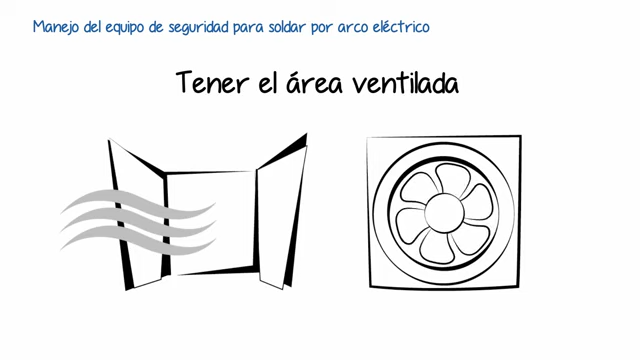 Manejo del equipo de seguridad para soldar por arco eléctrico
Tener el área ventilada